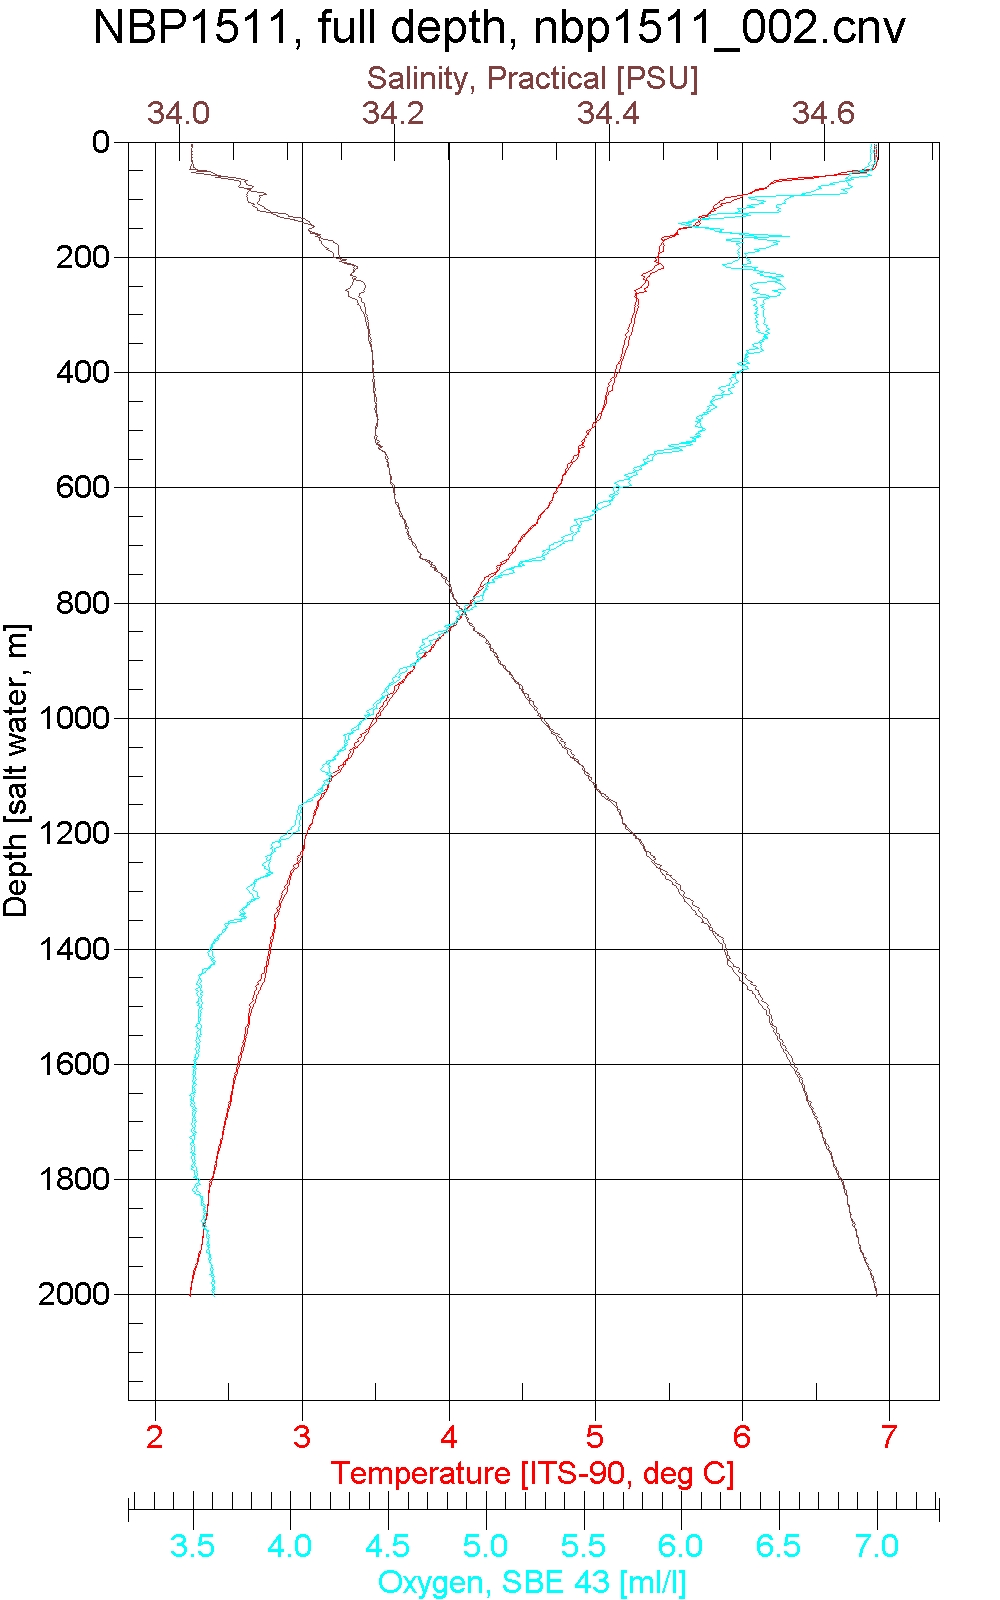 NBP1511, full depth, nbp1511_002.cnv
Salinity, Practical [PSU]
34.0 34.2 34.4 34.6
0
200
400
600
800
1000
1200
1400
1600
1800
2000
Depth [salt water, m]
2 3 4 5 6 7
Temperature [ITS-90, deg C]
3.5 4.0 4.5 5.0 5.5 6.0 6.5 7.0
Oxygen, SBE 43 [ml/l]